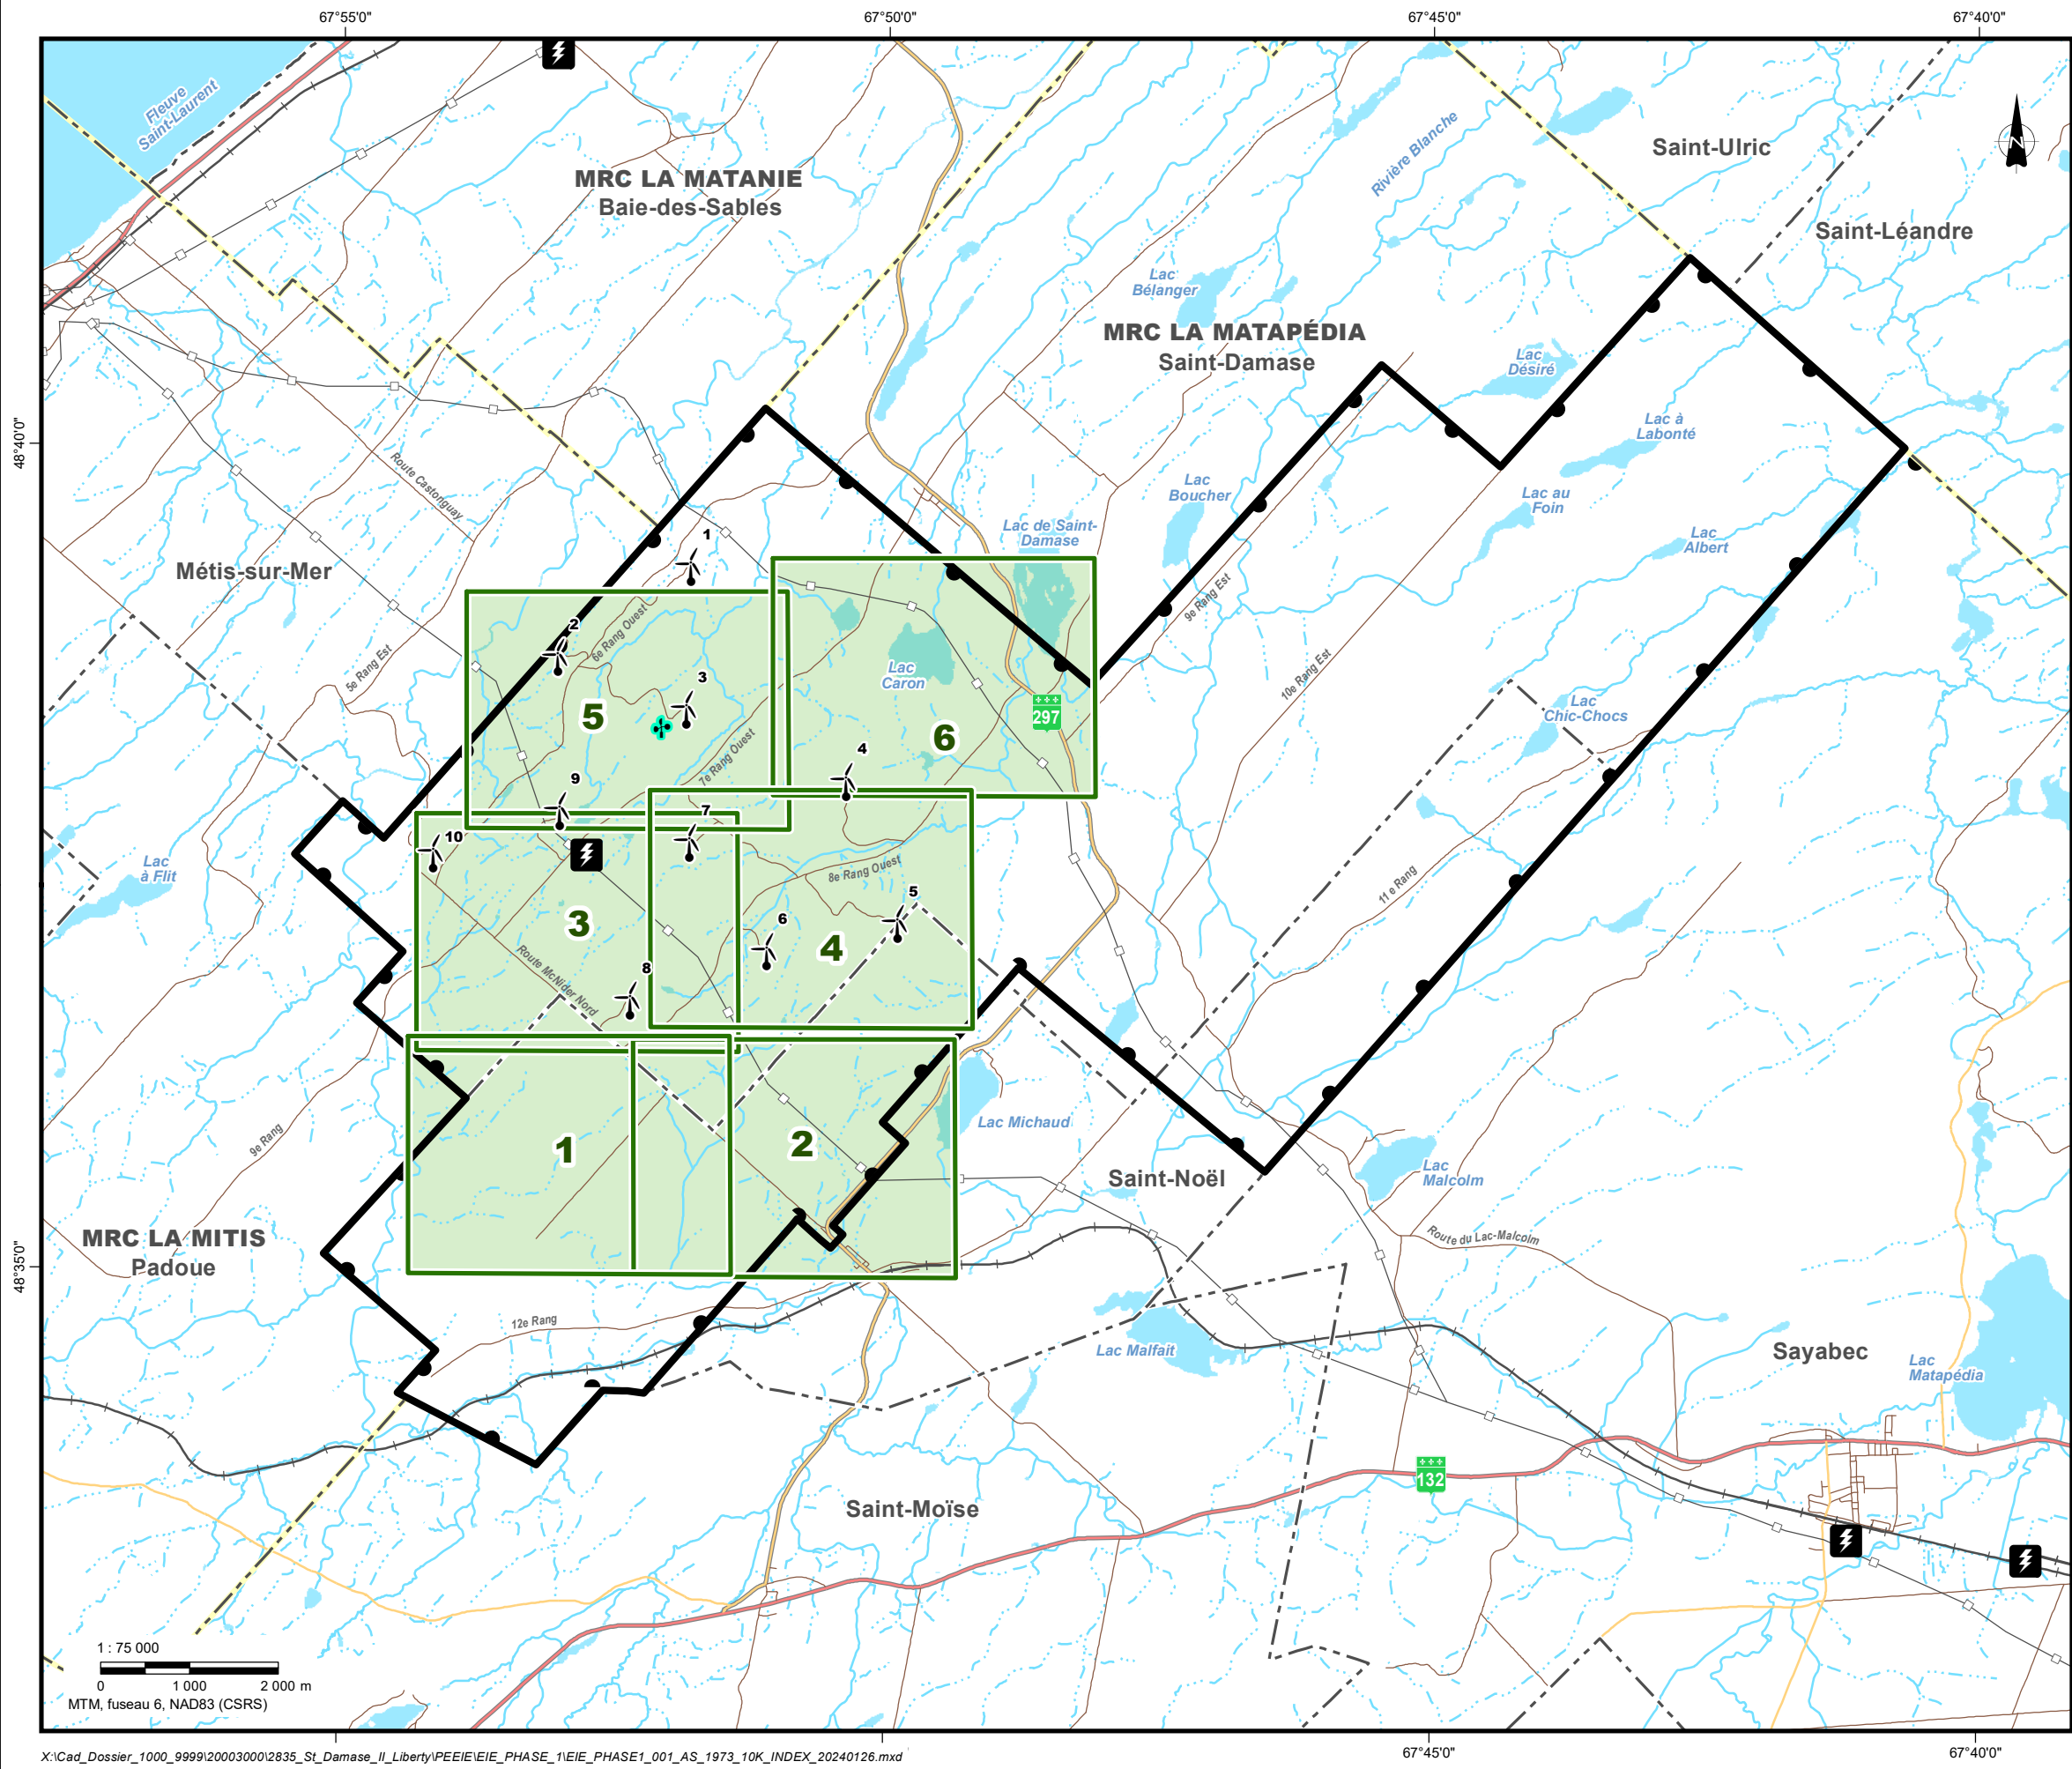 67°55'0"
67°50'0"
67°45'0"
67°40'0"
Fleuve
Saint-Laurent
MRC LA MATANIE
Baie-des-Sables
Rivière Blanche
Saint-Ulric
N
Saint-Léandre
Lac
Bélanger
MRC LA MATAPÉDIA
Saint-Damase
Lac
Désiré
Lac à
Labonté
48°40'0"
Route Castonguay
Lac
Boucher
Lac au
Foin
Lac de Saint-
Damase
Lac
Albert
1
Métis-sur-Mer
9e Rang Est
2
6e Rang Ouest
5e Rang Est
10e Rang Est
Lac
Caron
3
5
297
6
Lac
Chic-Chocs
7e Rang Ouest
4
9
7
10
Lac
à Flit
8e Rang Ouest
11 e Rang
5
3
6
4
Route McNider Nord
8
9e Rang
1
2
Lac Michaud
Saint-Noël
Lac
Malcolm
MRC LA MITIS
Padoue
Route du Lac-Malcolm
48°35'0"
12e Rang
Lac Malfait
Sayabec
Lac
Matapédia
132
Saint-Moïse
1 : 75 000
0 1 000 2 000 m
MTM, fuseau 6, NAD83 (CSRS)
X:\Cad_Dossier_1000_9999\20003000\2835_St_Damase_II_Liberty\PEEIE\EIE_PHASE_1\EIE_PHASE1_001_AS_1973_10K_INDEX_20240126.mxd
67°45'0"
67°40'0"